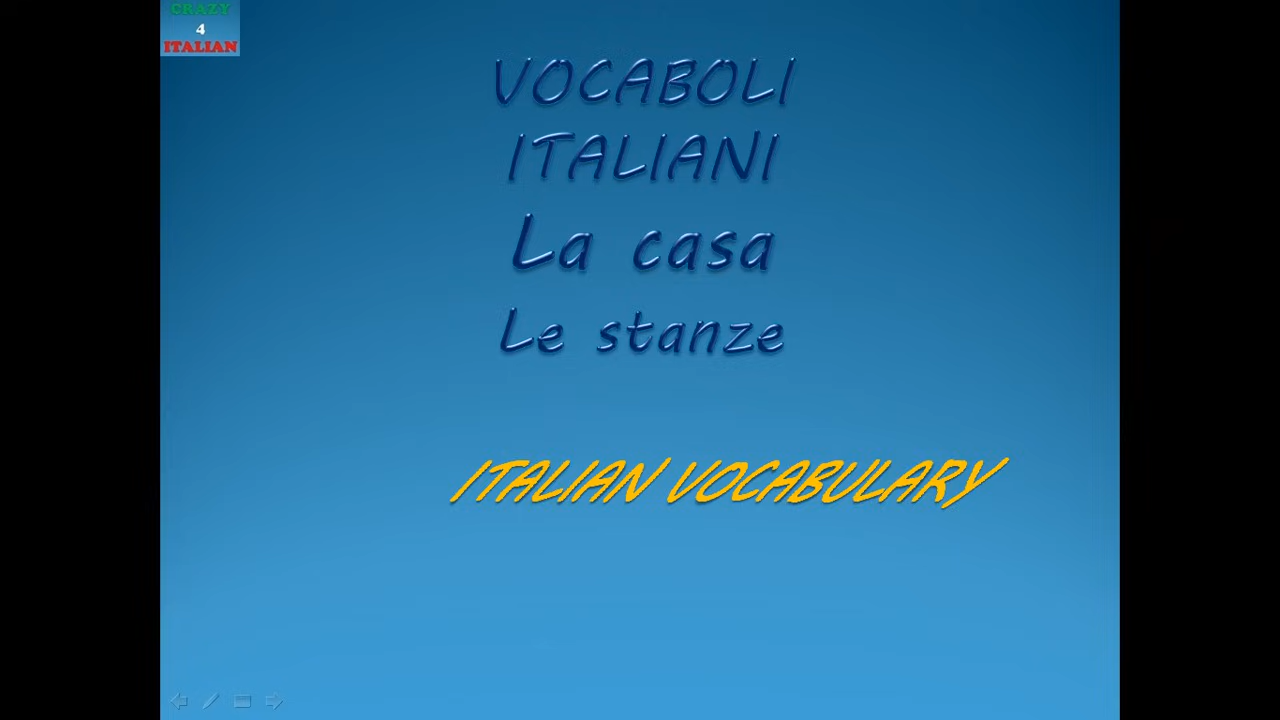 CRAZY
4
ITALIAN
VOCABOLI
ITALIANI
La casa
Le stanze
ITALIAN VOCABULARY